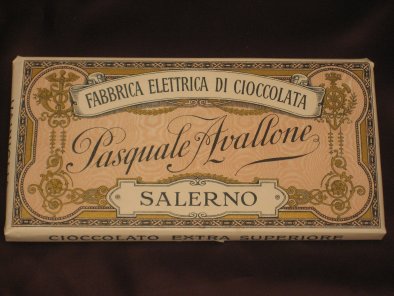 FABBRICA ELETTRICA DI CIOCCOLATA
Pasquale Avallone
SALERNO
CIOCCOLATO EXTRA SUPERIORE